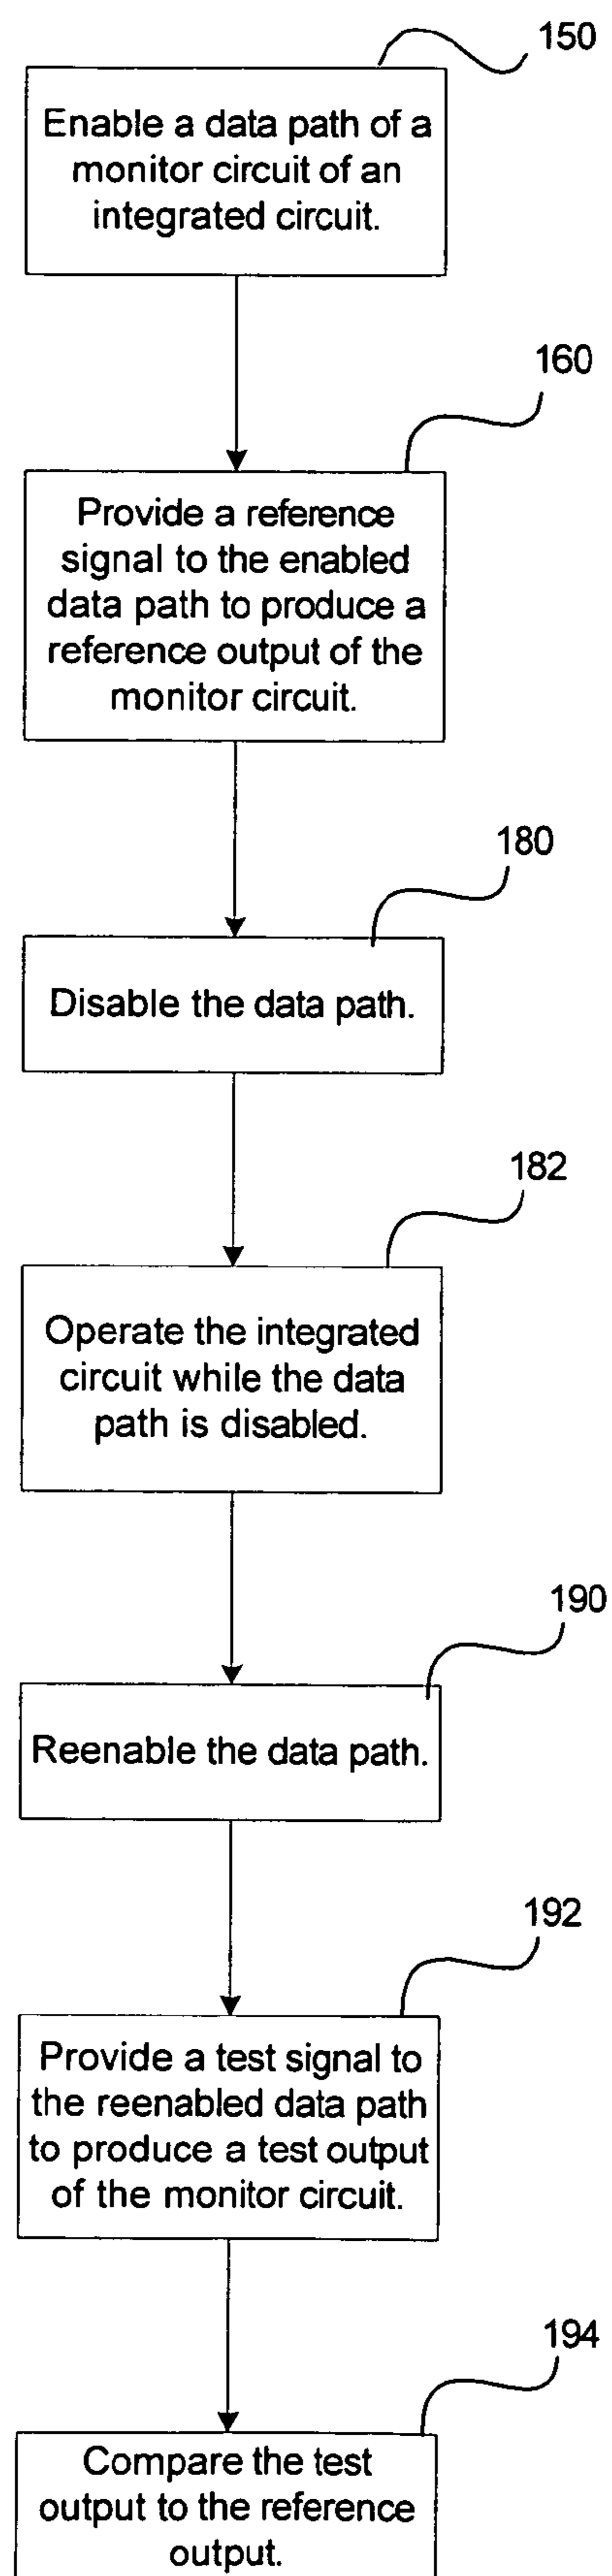 150
Enable a data path of a
monitor circuit of an
integrated circuit.
160
Provide a reference
signal to the enabled
data path to produce a
reference output of the
monitor circuit.
180
Disable the data path.
182
Operate the integrated
circuit while the data
path is disabled.
190
Reenable the data path.
192
Provide a test signal to
the reenabled data path
to produce a test output
of the monitor circuit.
194
Compare the test
output to the reference
output.